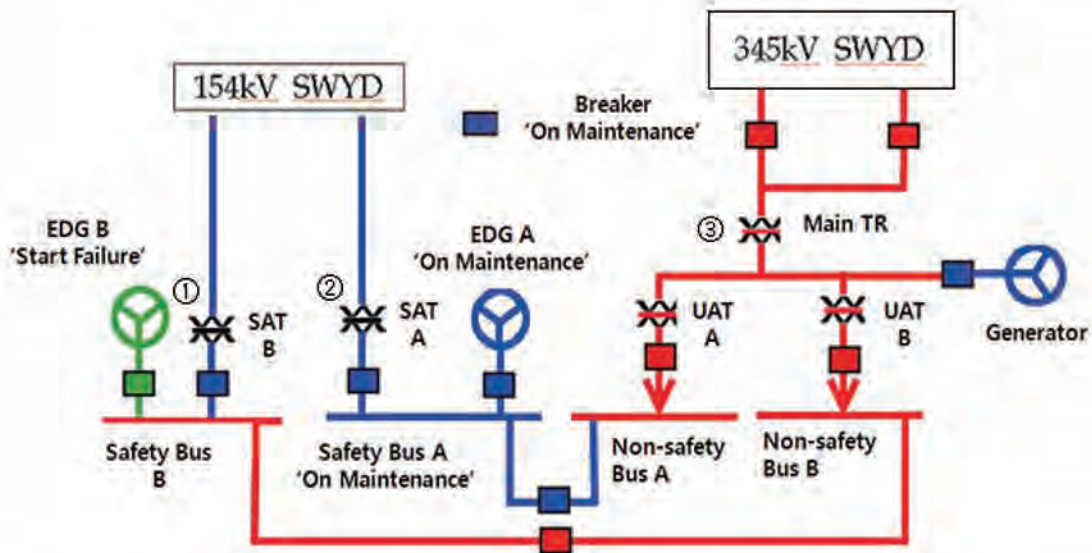 345kV SWYD
154kV SWYD
Breaker
'On Maintenance'
EDG B
'Start Failure'
EDG A
'On Maintenance'
③
Main TR
①
②
SAT
B
SAT
A
UAT
A
UAT
B
Generator
Safety Bus
B
Safety Bus A
'On Maintenance'
Non-safety
Bus A
Non-safety
Bus B